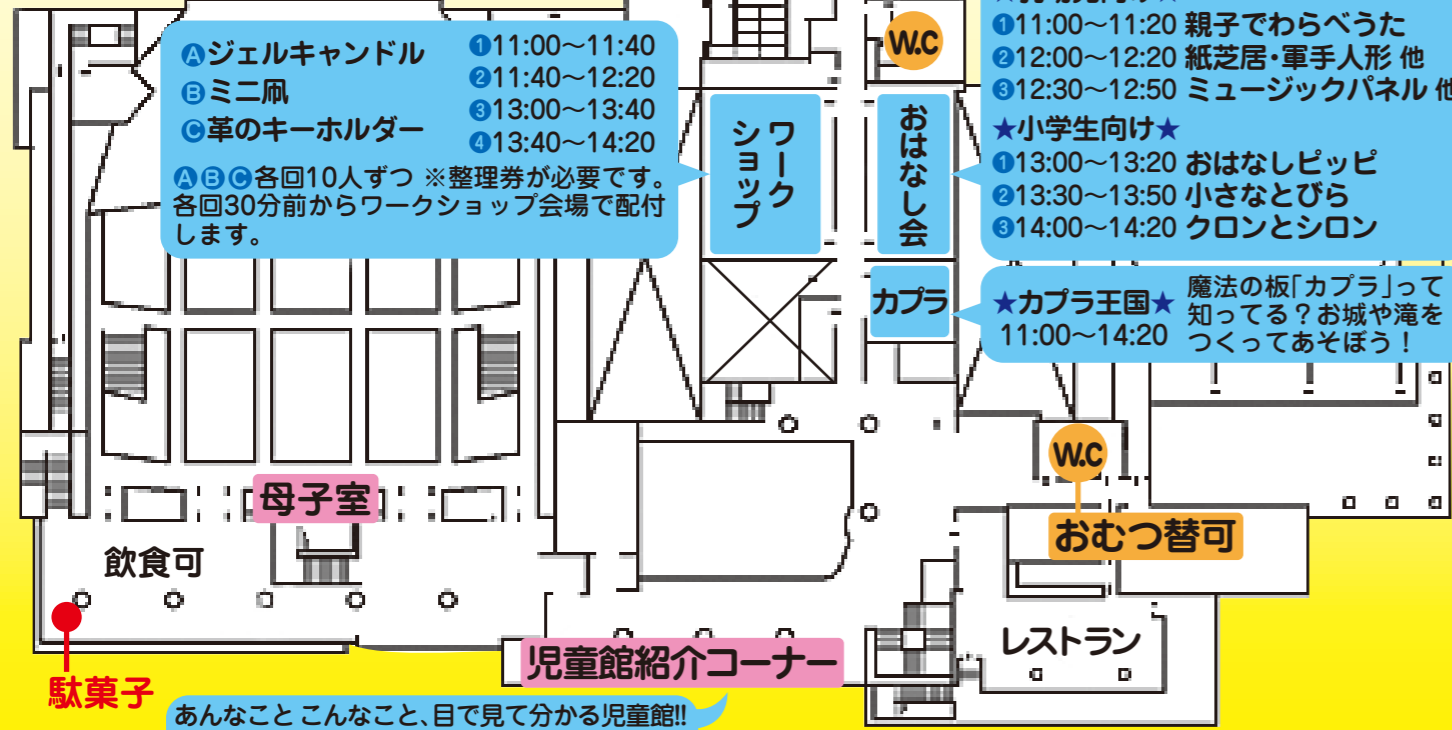 Ⓐジェルキャンドル
Ⓑミニ凧
Ⓒ革のキーホルダー
❶11:00〜11:40
❷11:40〜12:20
❸13:00〜13:40
❹13:40〜14:20
ⒶⒷⒸ各回10人ずつ ※整理券が必要です。
各回30分前からワークショップ会場で配付
します。
ワーク
ショップ
W.C
おはなし会
❶11:00〜11:20 親子でわらべうた
❷12:00〜12:20 紙芝居・軍手人形 他
❸12:30〜12:50 ミュージックパネル 他
★小学生向け★
❶13:00〜13:20 おはなしピッピ
❷13:30〜13:50 小さなとびら
❸14:00〜14:20 クロンとシロン
カプラ
★カプラ王国★
11:00〜14:20
魔法の板「カプラ」って
知ってる？お城や滝を
つくってあそぼう！
W.C
おむつ替可
母子室
飲食可
駄菓子
児童館紹介コーナー
レストラン
あんなこと こんなこと、目で見て分かる児童館!!